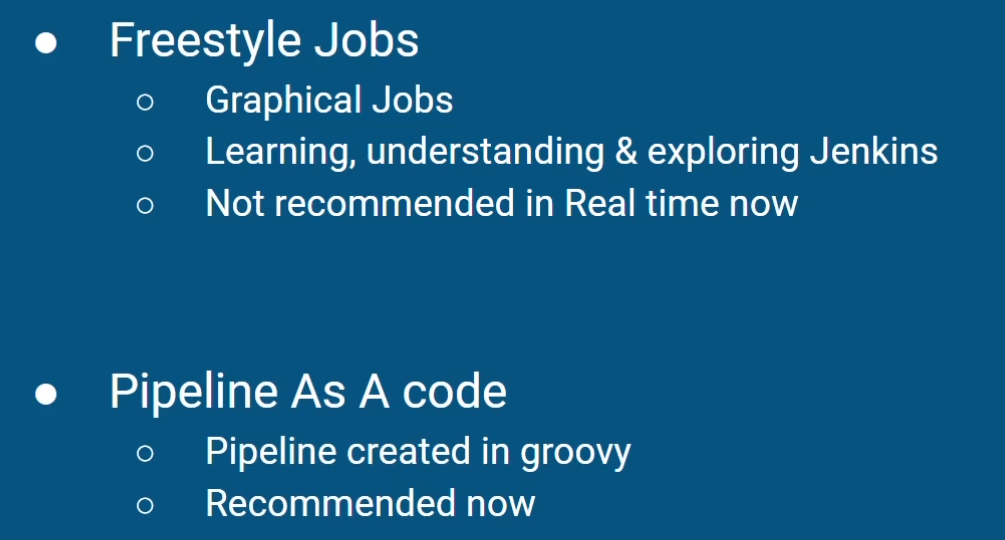 ● Freestyle Jobs
○ Graphical Jobs
○ Learning, understanding & exploring Jenkins
○ Not recommended in Real time now
● Pipeline As A code
○ Pipeline created in groovy
○ Recommended now